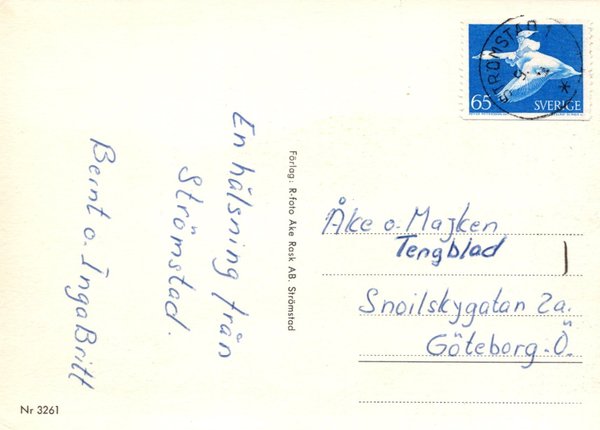 En hälsning från
Strömstad.
Bernt o. IngaBritt
Förlag: R-foto Åke Rask AB. Strömstad
STRÖMSTAD 1
65
SVERIGE
Åke o. Majken
Tengblad
Snoilskygatan 2a.
Göteborg-Ö.
Nr 3261